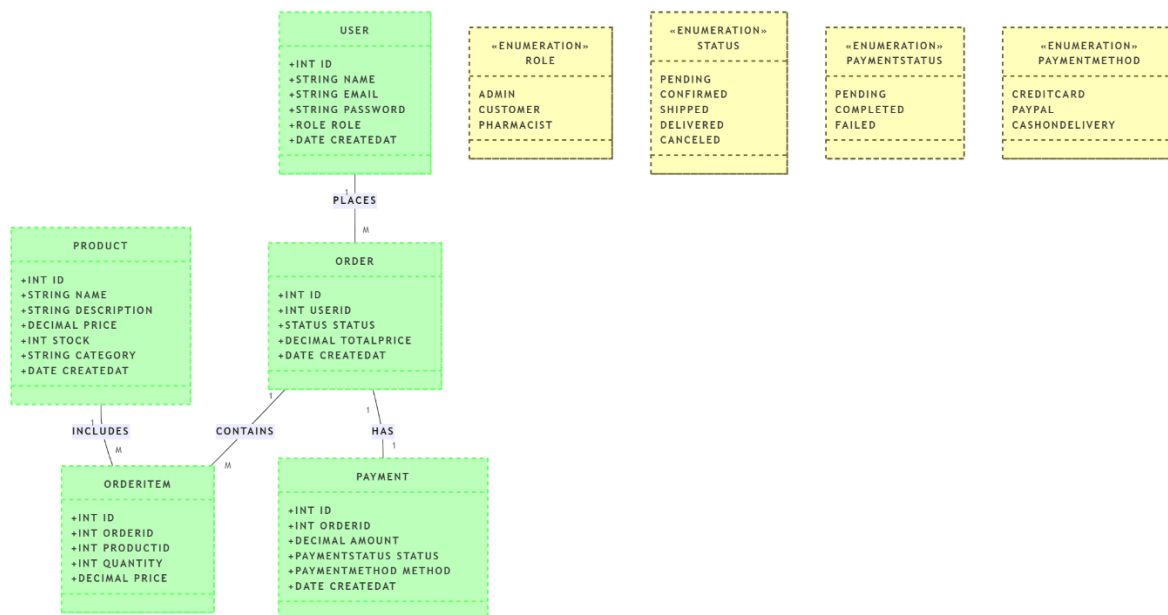 USER
+INT ID
+STRING NAME
+STRING EMAIL
+STRING PASSWORD
+ROLE ROLE
+DATE CREATEDAT
«ENUMERATION»
ROLE
ADMIN
CUSTOMER
PHARMACIST
«ENUMERATION»
STATUS
PENDING
CONFIRMED
SHIPPED
DELIVERED
CANCELED
«ENUMERATION»
PAYMENTSTATUS
PENDING
COMPLETED
FAILED
«ENUMERATION»
PAYMENTMETHOD
CREDITCARD
PAYPAL
CASHONDELIVERY
1
PLACES
M
PRODUCT
+INT ID
+STRING NAME
+STRING DESCRIPTION
+DECIMAL PRICE
+INT STOCK
+STRING CATEGORY
+DATE CREATEDAT
ORDER
+INT ID
+INT USERID
+STATUS STATUS
+DECIMAL TOTALPRICE
+DATE CREATEDAT
1
INCLUDES
M
1
CONTAINS
M
1
HAS
1
ORDERITEM
+INT ID
+INT ORDERID
+INT PRODUCTID
+INT QUANTITY
+DECIMAL PRICE
PAYMENT
+INT ID
+INT ORDERID
+DECIMAL AMOUNT
+PAYMENTSTATUS STATUS
+PAYMENTMETHOD METHOD
+DATE CREATEDAT